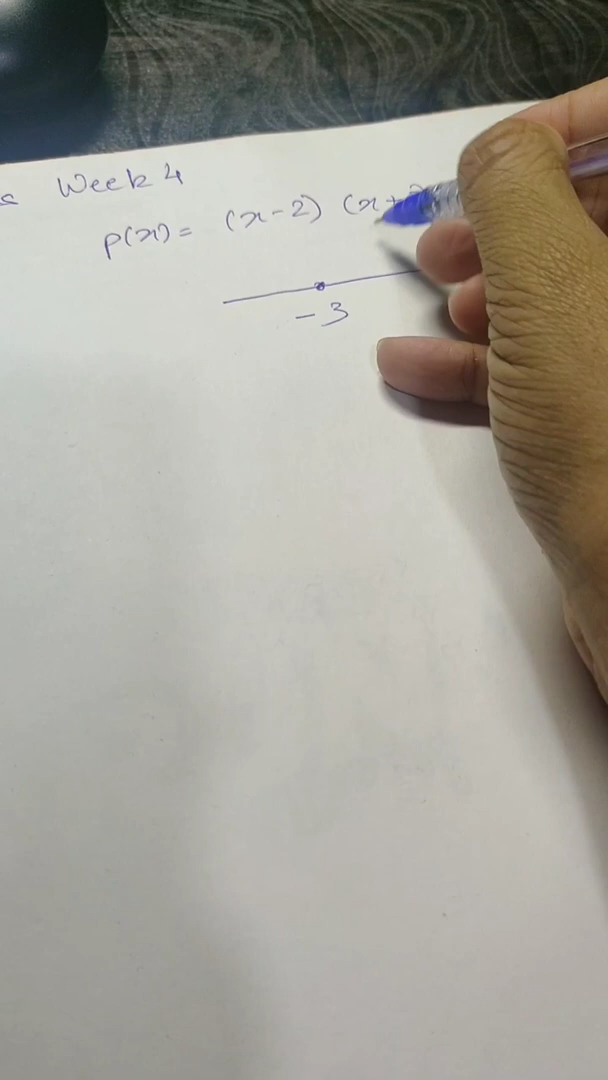 Week 4
p(x) = (x-2) (x+
-3